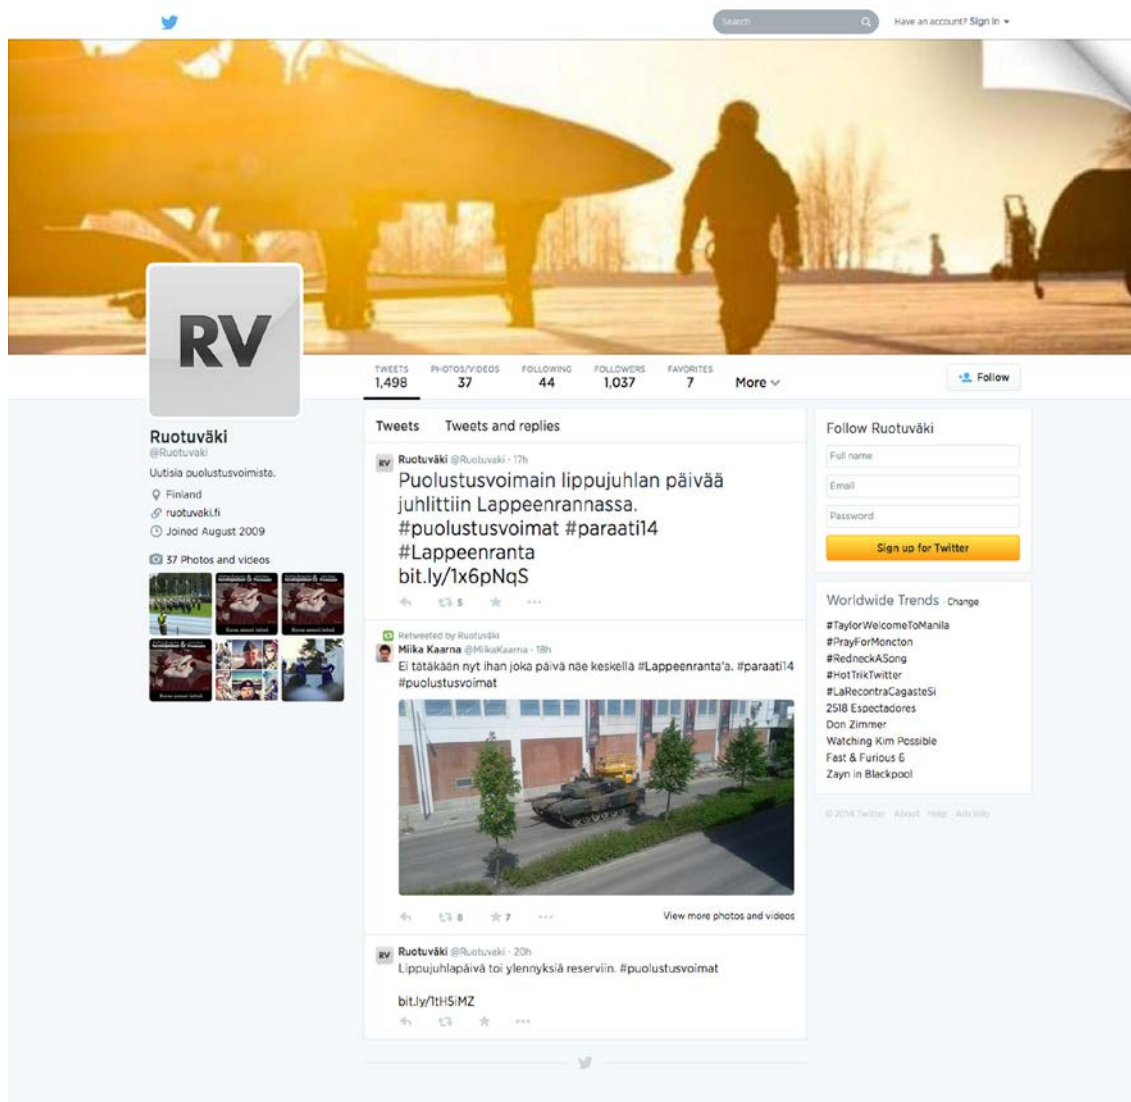 Search
Have an account? Sign in
RV
TWEETS
1,498
PHOTOS/VIDEOS
37
FOLLOWING
44
FOLLOWERS
1,037
FAVORITES
7
More
Follow
Ruotuväki
@Ruotuvaki
Uutisia puolustusvoimista.
Finland
ruotuvaki.fi
Joined August 2009
37 Photos and videos
Tweets Tweets and replies
RV Ruotuväki @Ruotuvaki · 17h
Puolustusvoimain lippujuhlan päivää
juhlittiin Lappeenrannassa.
#puolustusvoimat #paraati14
#Lappeenranta
bit.ly/1x6pNqS
5
Retweeted by Ruotuväki
Miika Kaarna @MiikaKaarna · 18h
Ei tätäkään nyt ihan joka päivä näe keskellä #Lappeenranta'a. #paraati14
#puolustusvoimat
8 7
View more photos and videos
RV Ruotuväki @Ruotuvaki · 20h
Lippujuhlapäivä toi ylennyksiä reserviin. #puolustusvoimat
bit.ly/1tH5iMZ
Follow Ruotuväki
Full name
Email
Password
Sign up for Twitter
Worldwide Trends · Change
#TaylorWelcomeToManila
#PrayForMoncton
#RedneckASong
#HotTrikTwitter
#LaRecontraCagasteSi
2518 Espectadores
Don Zimmer
Watching Kim Possible
Fast & Furious 6
Zayn in Blackpool
© 2014 Twitter About Help Ads info